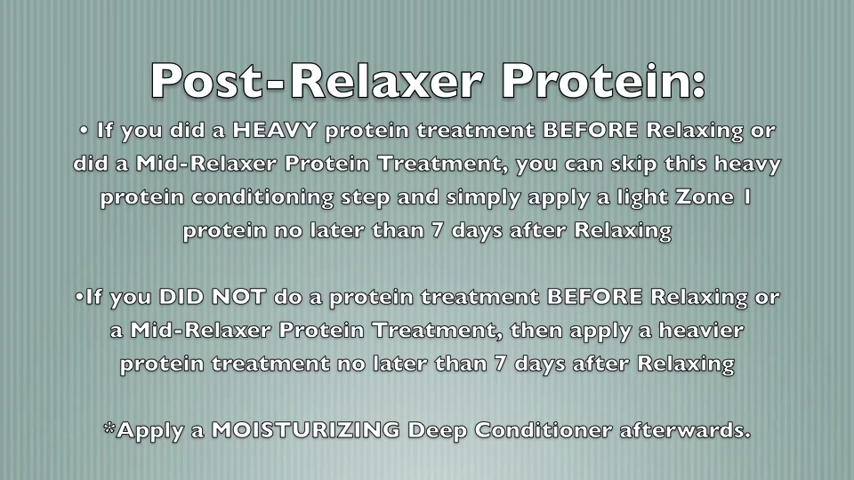 Post-Relaxer Protein:
• If you did a HEAVY protein treatment BEFORE Relaxing or
did a Mid-Relaxer Protein Treatment, you can skip this heavy
protein conditioning step and simply apply a light Zone 1
protein no later than 7 days after Relaxing
•If you DID NOT do a protein treatment BEFORE Relaxing or
a Mid-Relaxer Protein Treatment, then apply a heavier
protein treatment no later than 7 days after Relaxing
*Apply a MOISTURIZING Deep Conditioner afterwards.